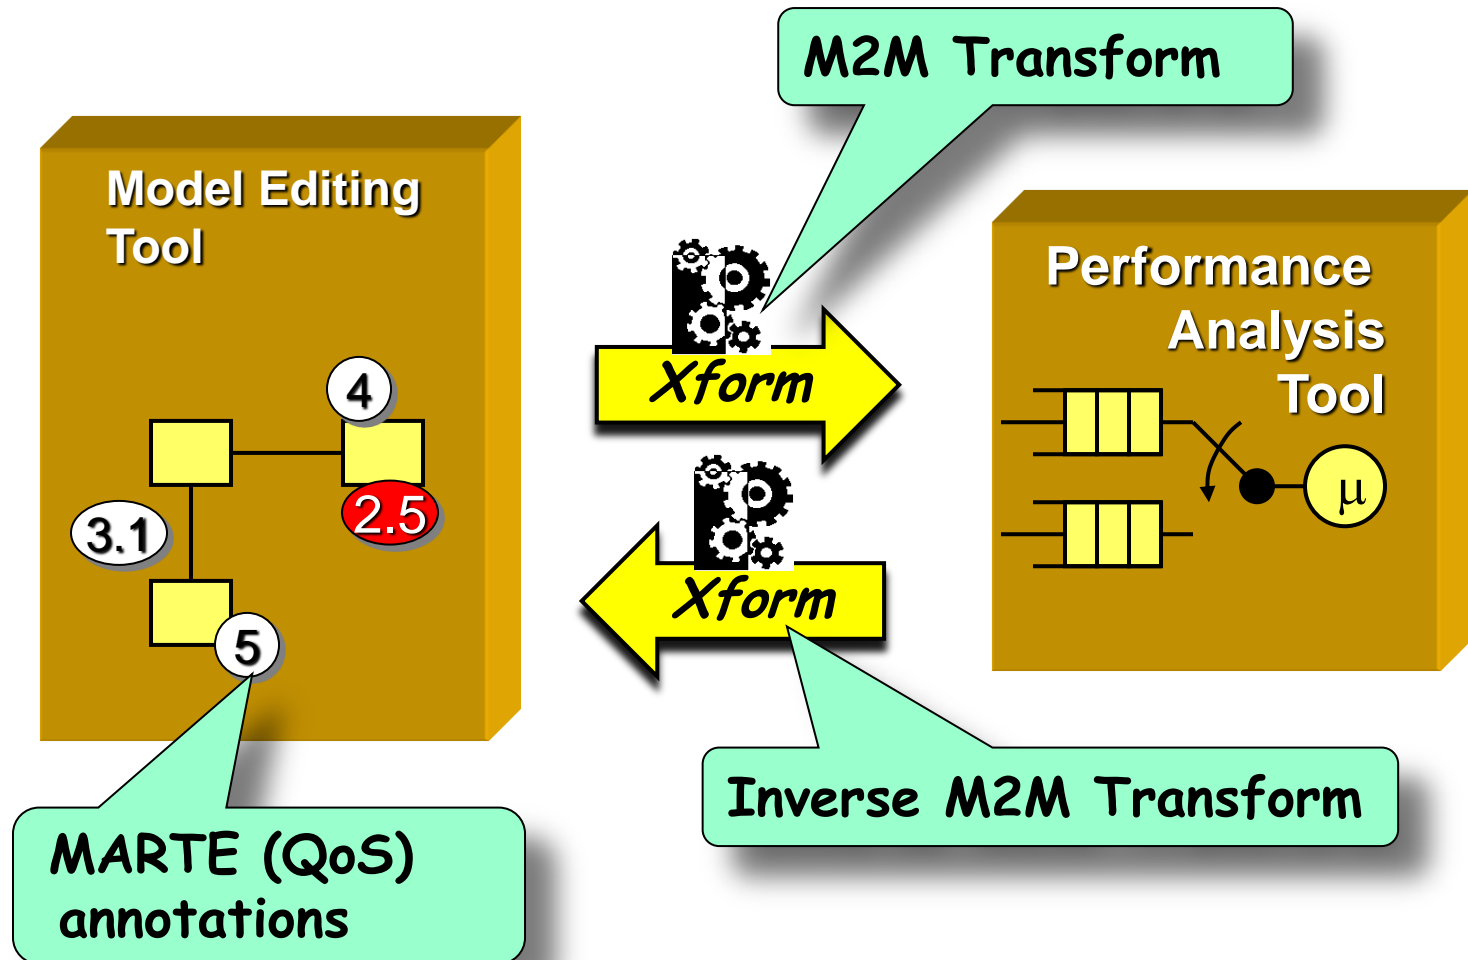 M2M Transform
Model Editing
Tool
Performance
Analysis
Tool
Xform
4
2.5
3.1
μ
Xform
5
Inverse M2M Transform
MARTE (QoS)
annotations